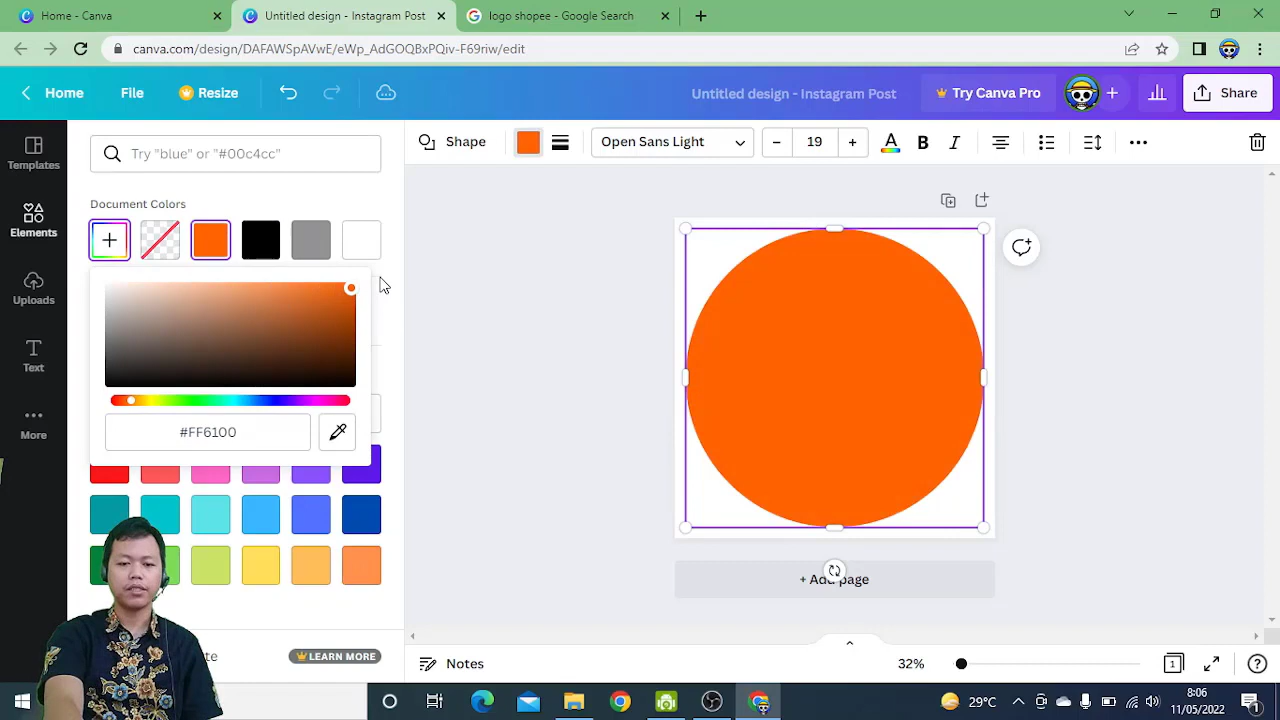 Home - Canva
Untitled design - Instagram Post
logo shopee - Google Search
canva.com/design/DAFAWSpAVwE/eWp_AdGOQBxPQiv-F69riw/edit
Home
File
Resize
Untitled design - Instagram Post
Try Canva Pro
Share
Templates
Elements
Uploads
Text
More
Try "blue" or "#00c4cc"
Shape
Open Sans Light
19
A
B
I
Document Colors
#FF6100
LEARN MORE
+ Add page
Notes
32%
1
29°C
8:06
11/05/2022
1